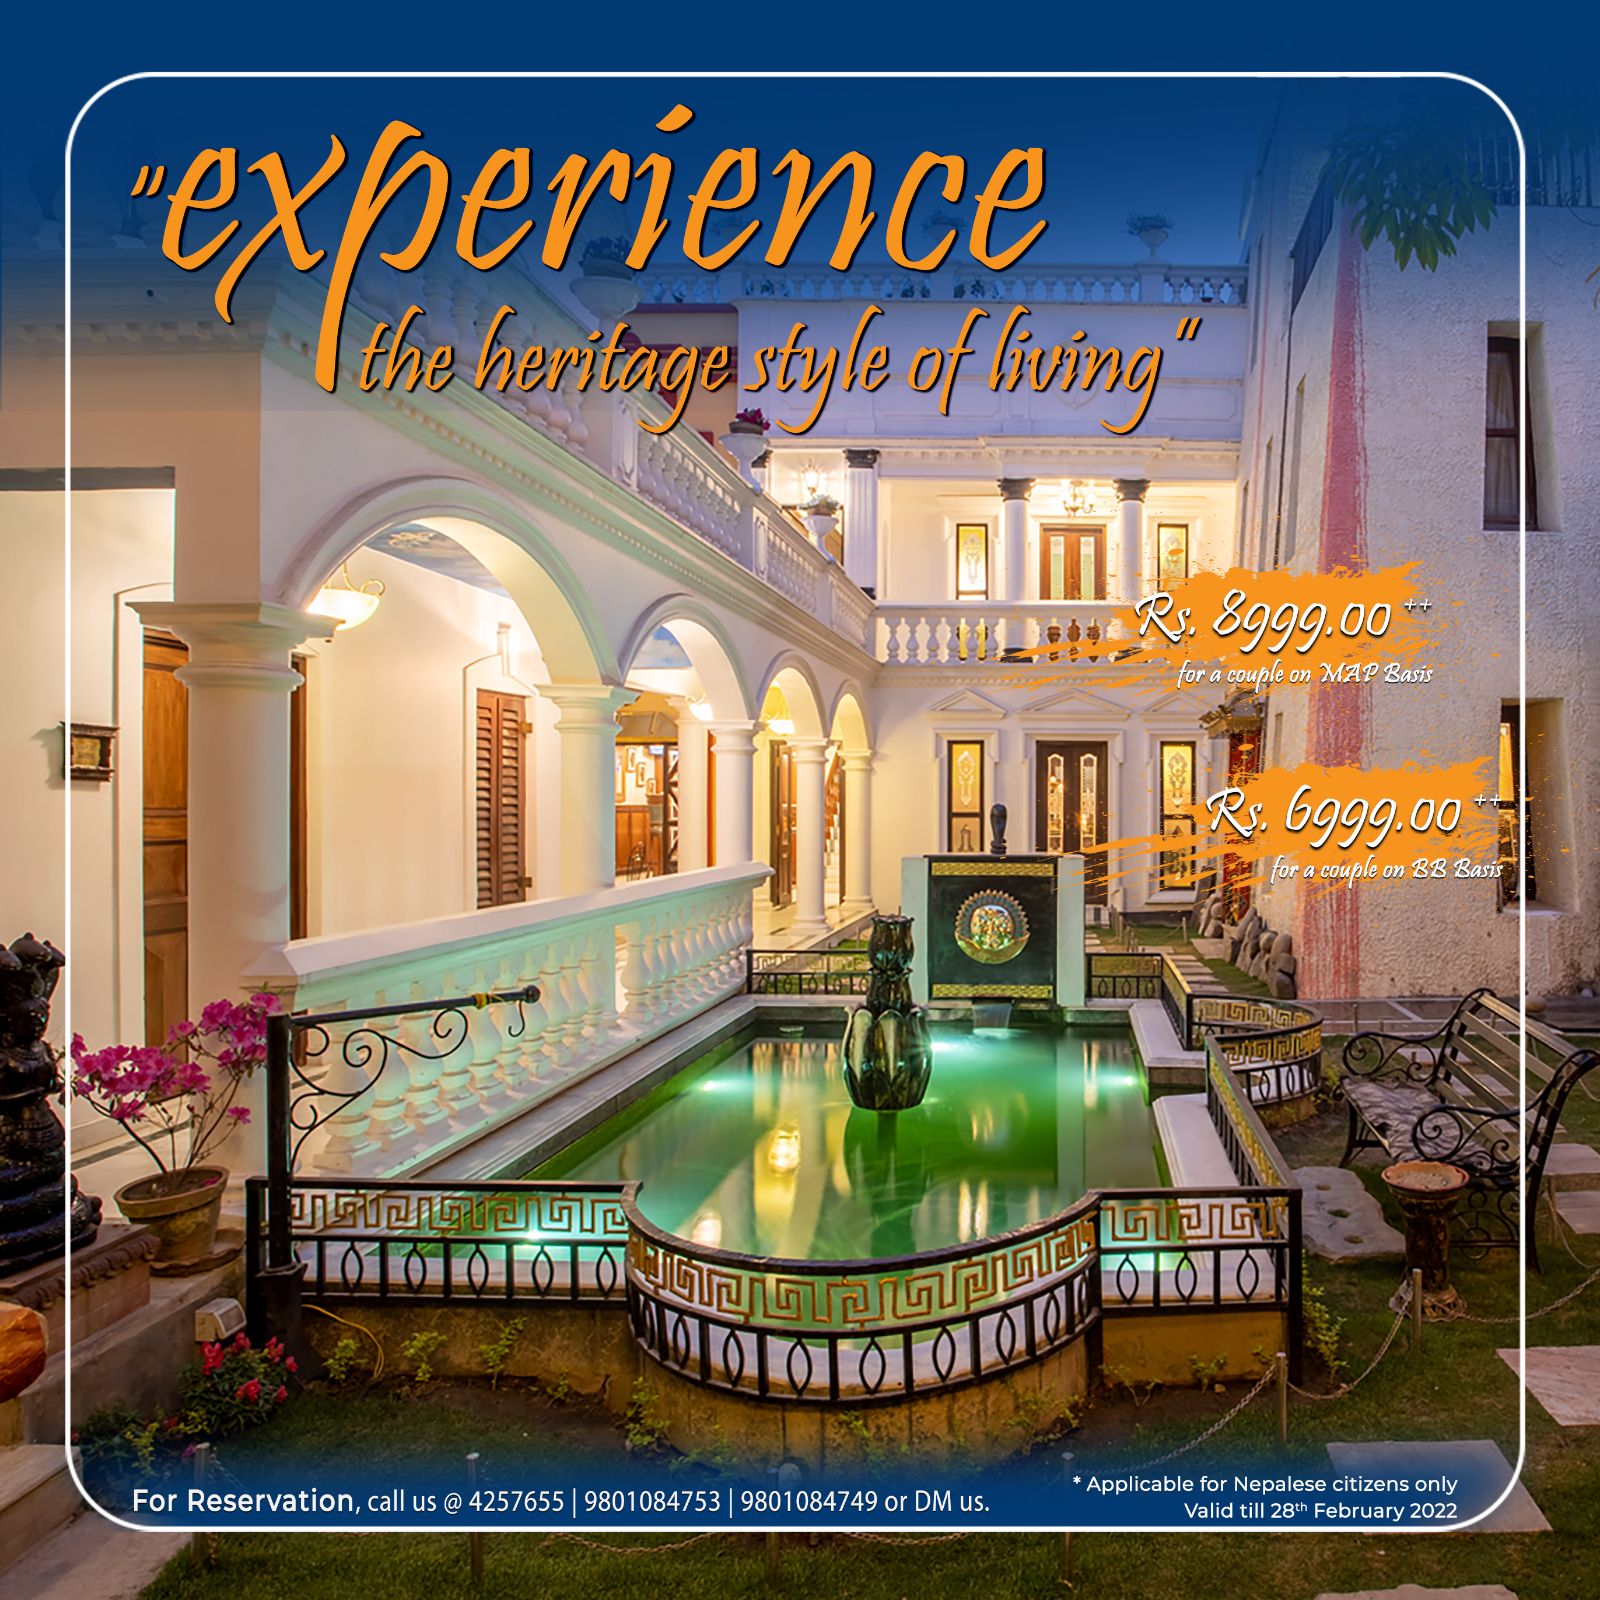 "experience
the heritage style of living"
Rs. 8999.00 ++
for a couple on MAP Basis
Rs. 6999.00 ++
for a couple on BB Basis
For Reservation, call us @ 4257655 | 9801084753 | 9801084749 or DM us.
* Applicable for Nepalese citizens only
Valid till 28th February 2022